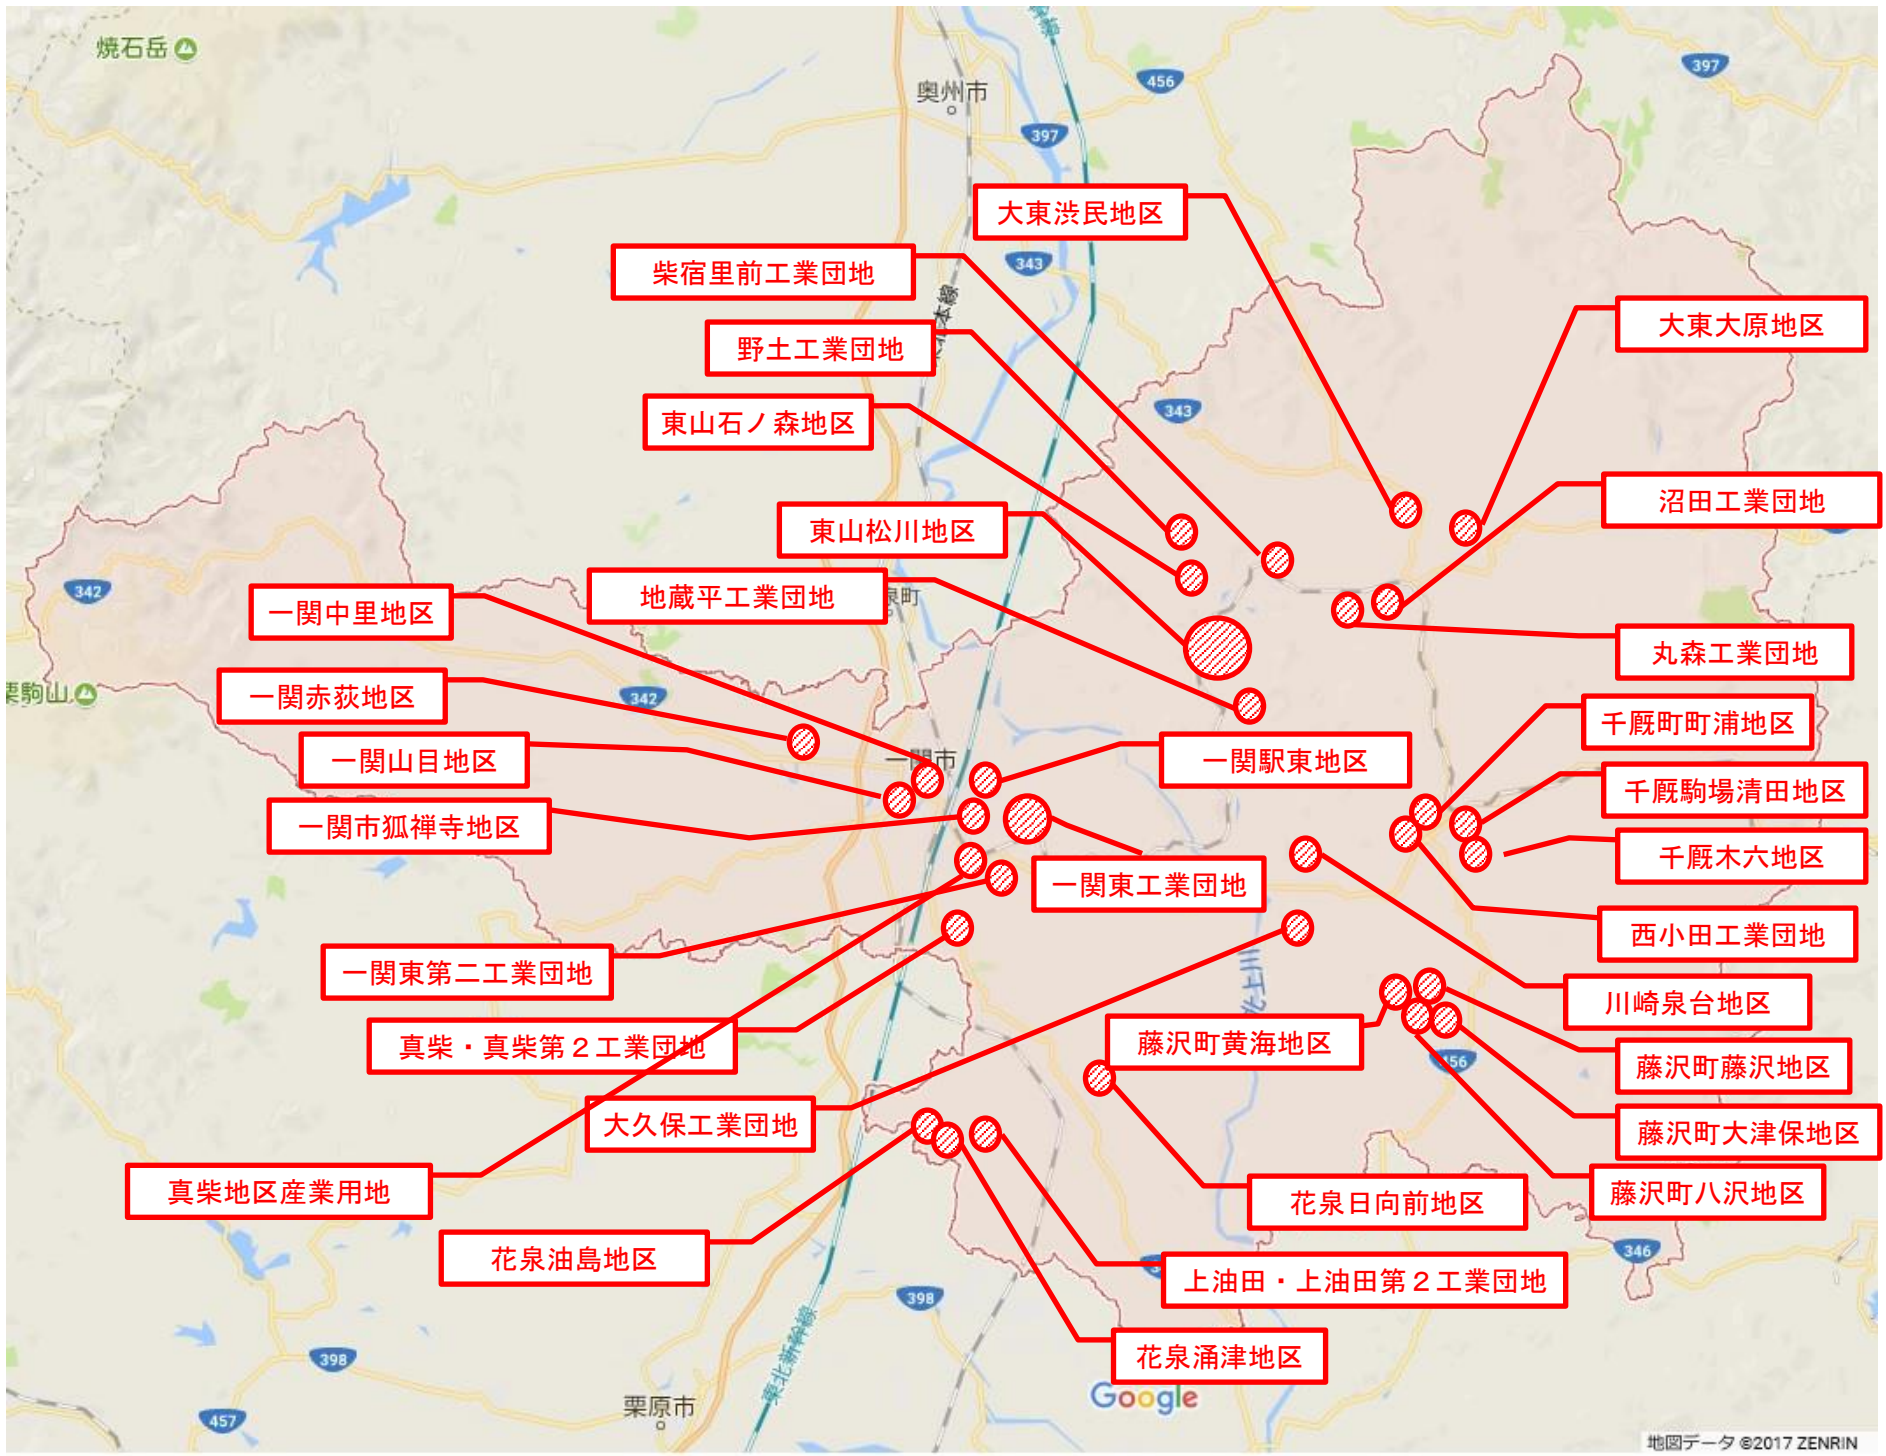 焼石岳
奥州市
456
397
397
大東渋民地区
343
柴宿里前工業団地
本線
大東大原地区
野土工業団地
343
東山石ノ森地区
沼田工業団地
東山松川地区
342
地蔵平工業団地
泉町
一関中里地区
丸森工業団地
栗駒山
一関赤荻地区
342
千厩町町浦地区
一関山目地区
一関市
一関駅東地区
千厩駒場清田地区
一関市狐禅寺地区
千厩木六地区
一関東工業団地
西小田工業団地
一関東第二工業団地
川崎泉台地区
真柴・真柴第2工業団地
藤沢町黄海地区
藤沢町藤沢地区
456
大久保工業団地
藤沢町大津保地区
真柴地区産業用地
藤沢町八沢地区
花泉日向前地区
花泉油島地区
346
上油田・上油田第2工業団地
398
花泉涌津地区
398
東北新幹線
栗原市
Google
457
地図データ ©2017 ZENRIN